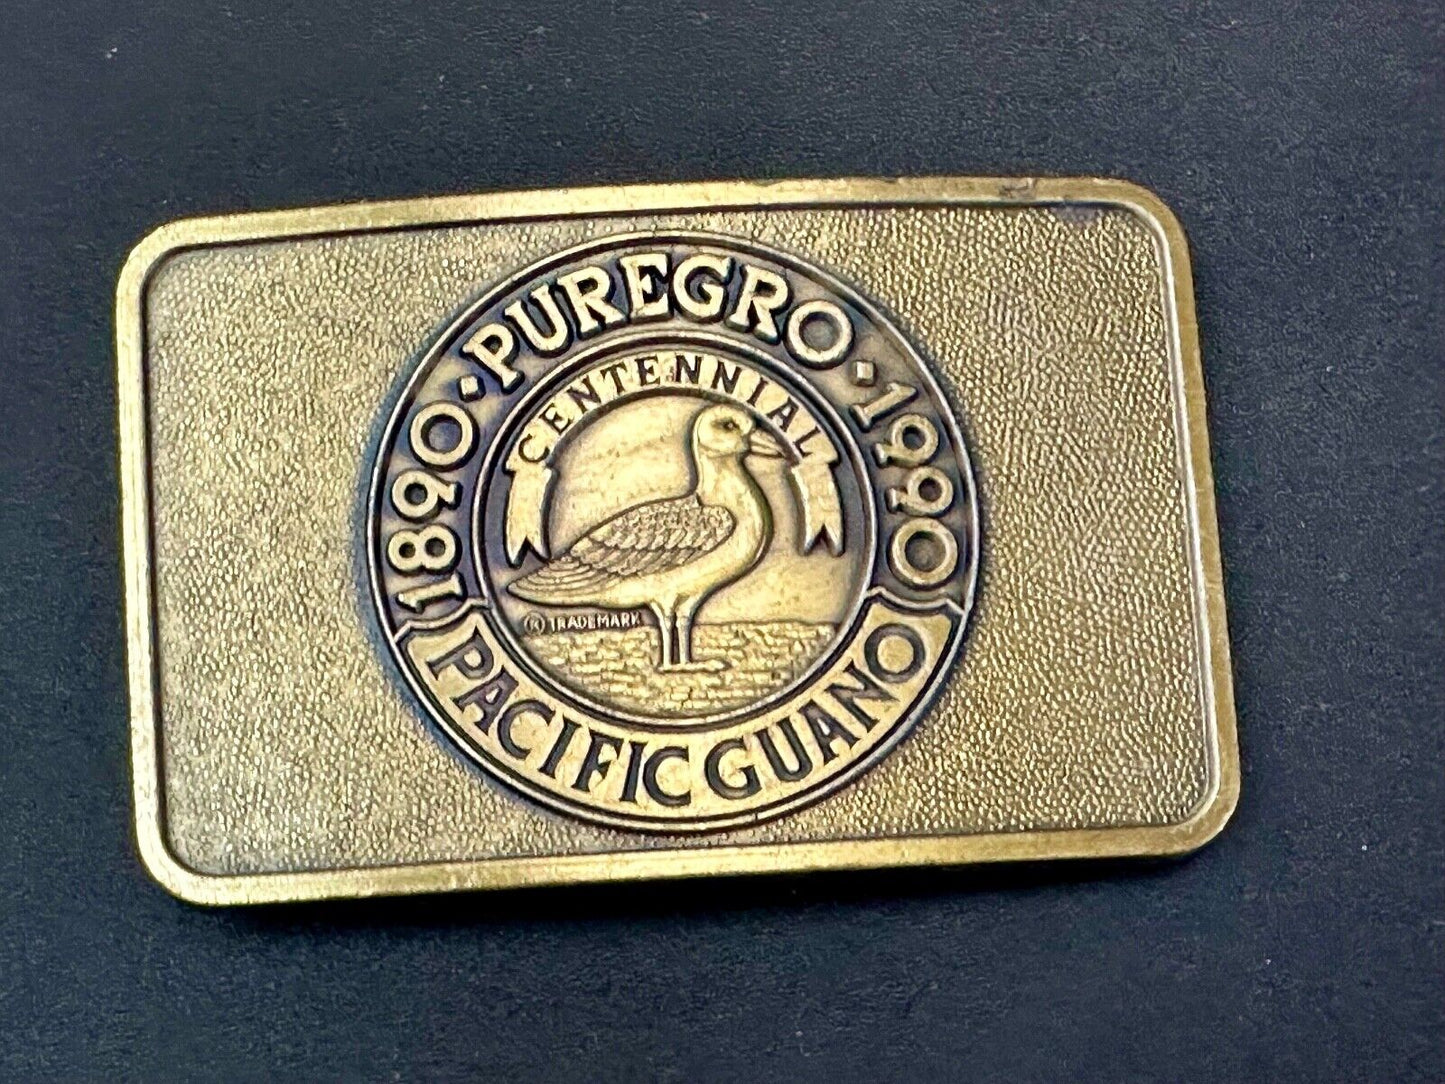 1890 · PUREGRO · 1990
CENTENNIAL
® TRADEMARK
PACIFIC GUANO